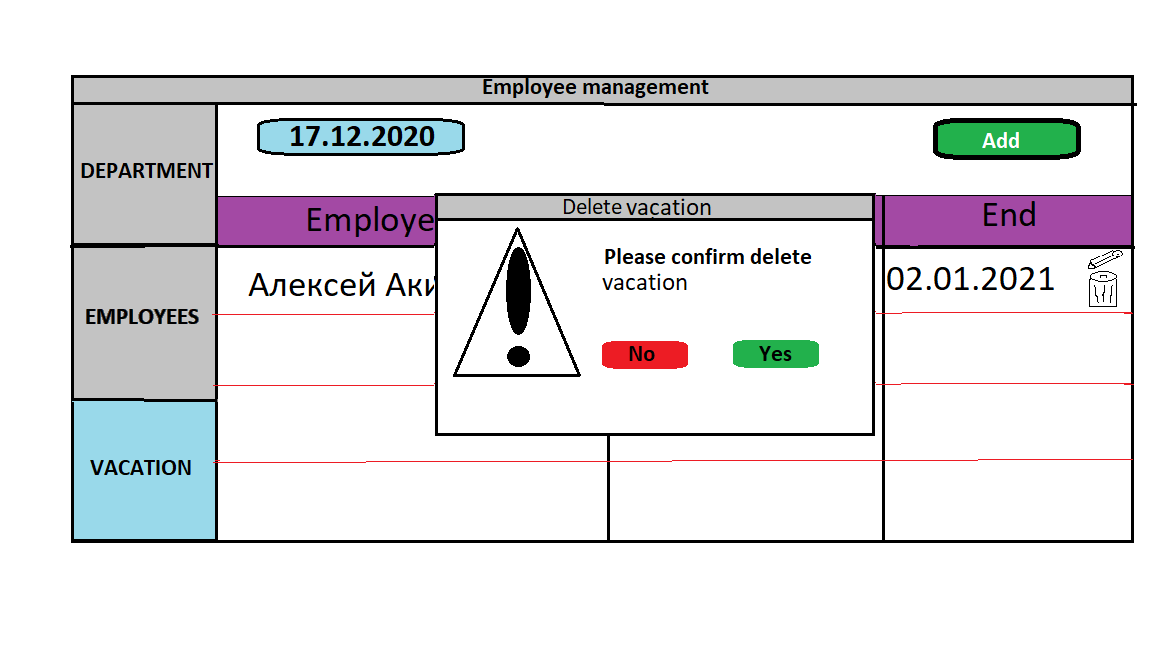 Employee management
17.12.2020
Add
DEPARTMENT
Delete vacation
Employe
End
Please confirm delete
vacation
Алексей Аки
02.01.2021
EMPLOYEES
No
Yes
VACATION